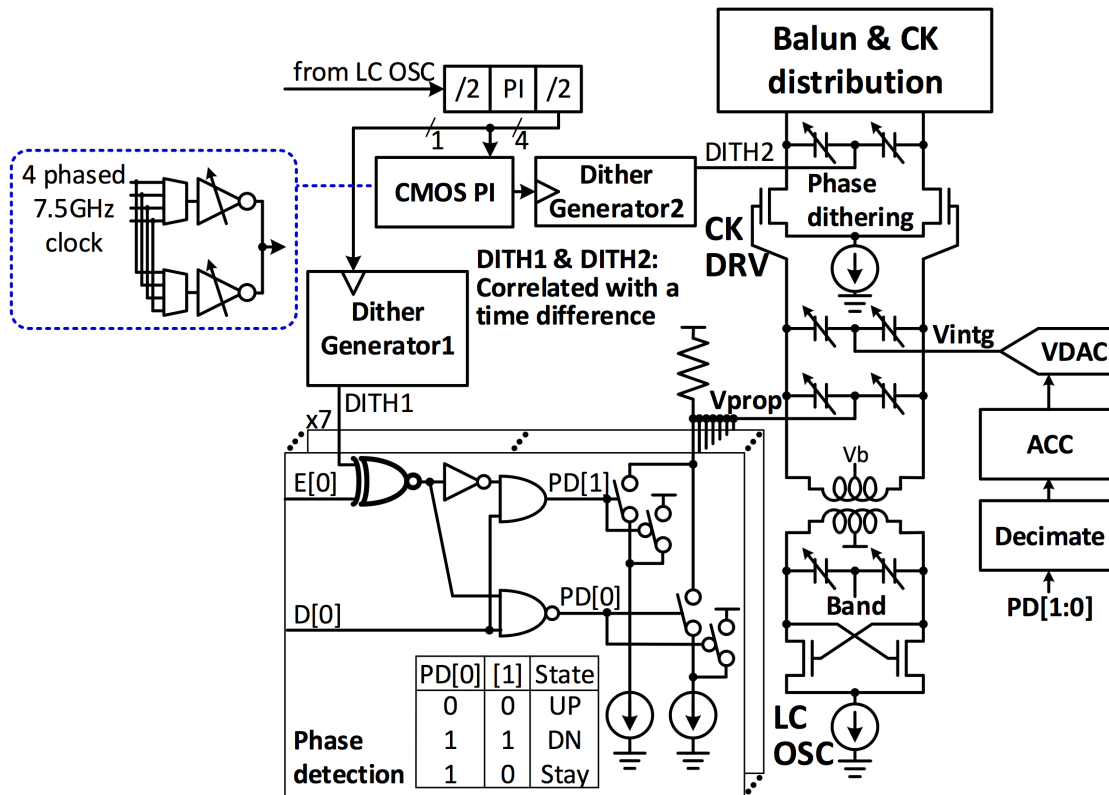 Balun & CK
distribution
from LC OSC
/2 PI /2
1
4
DITH2
4 phased
7.5GHz
clock
CMOS PI
Dither
Generator2
Phase
dithering
CK
DRV
DITH1 & DITH2:
Correlated with a
time difference
Dither
Generator1
Vintg
VDAC
DITH1
Vprop
x7
ACC
Vb
E[0]
PD[1]
Decimate
D[0]
PD[0]
Band
PD[1:0]
PD[0] [1] State
0 0 UP
1 1 DN
1 0 Stay
Phase
detection
LC
OSC